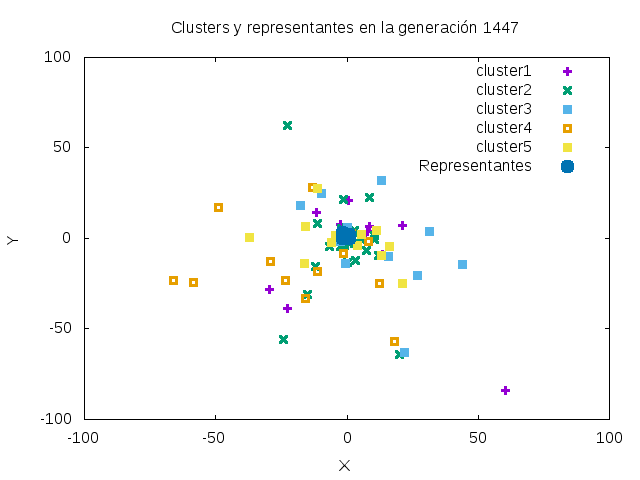 Clusters y representantes en la generación 1447
100
50
0
-50
-100
-100
-50
0
50
100
X
Y
cluster1
cluster2
cluster3
cluster4
cluster5
Representantes